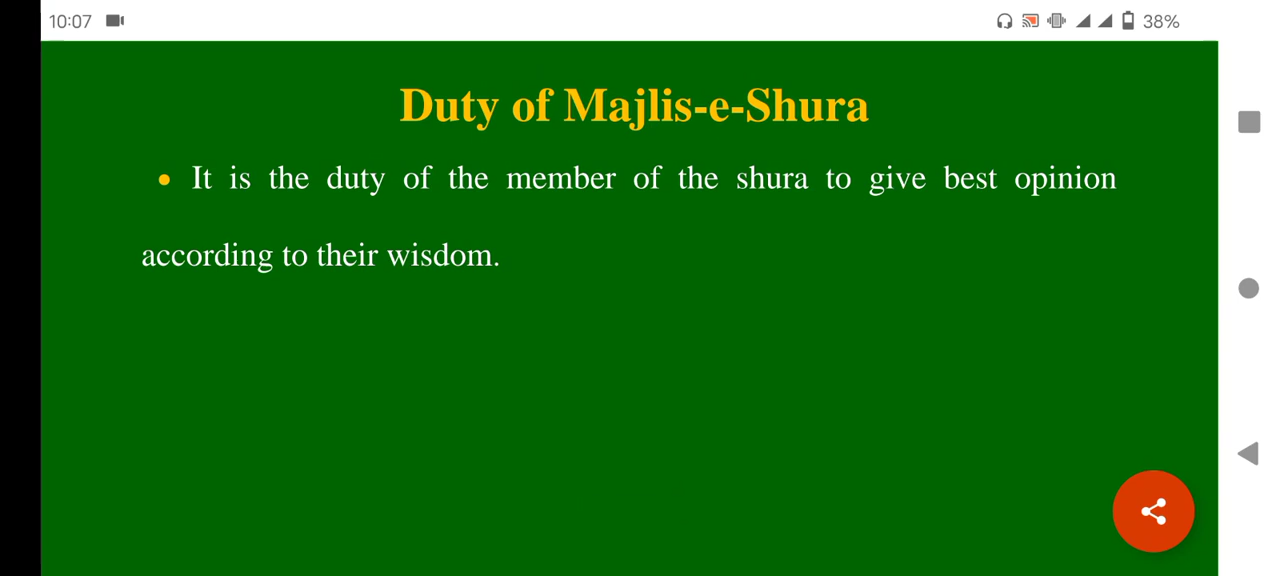 10:07 38%
Duty of Majlis-e-Shura
• It is the duty of the member of the shura to give best opinion
according to their wisdom.